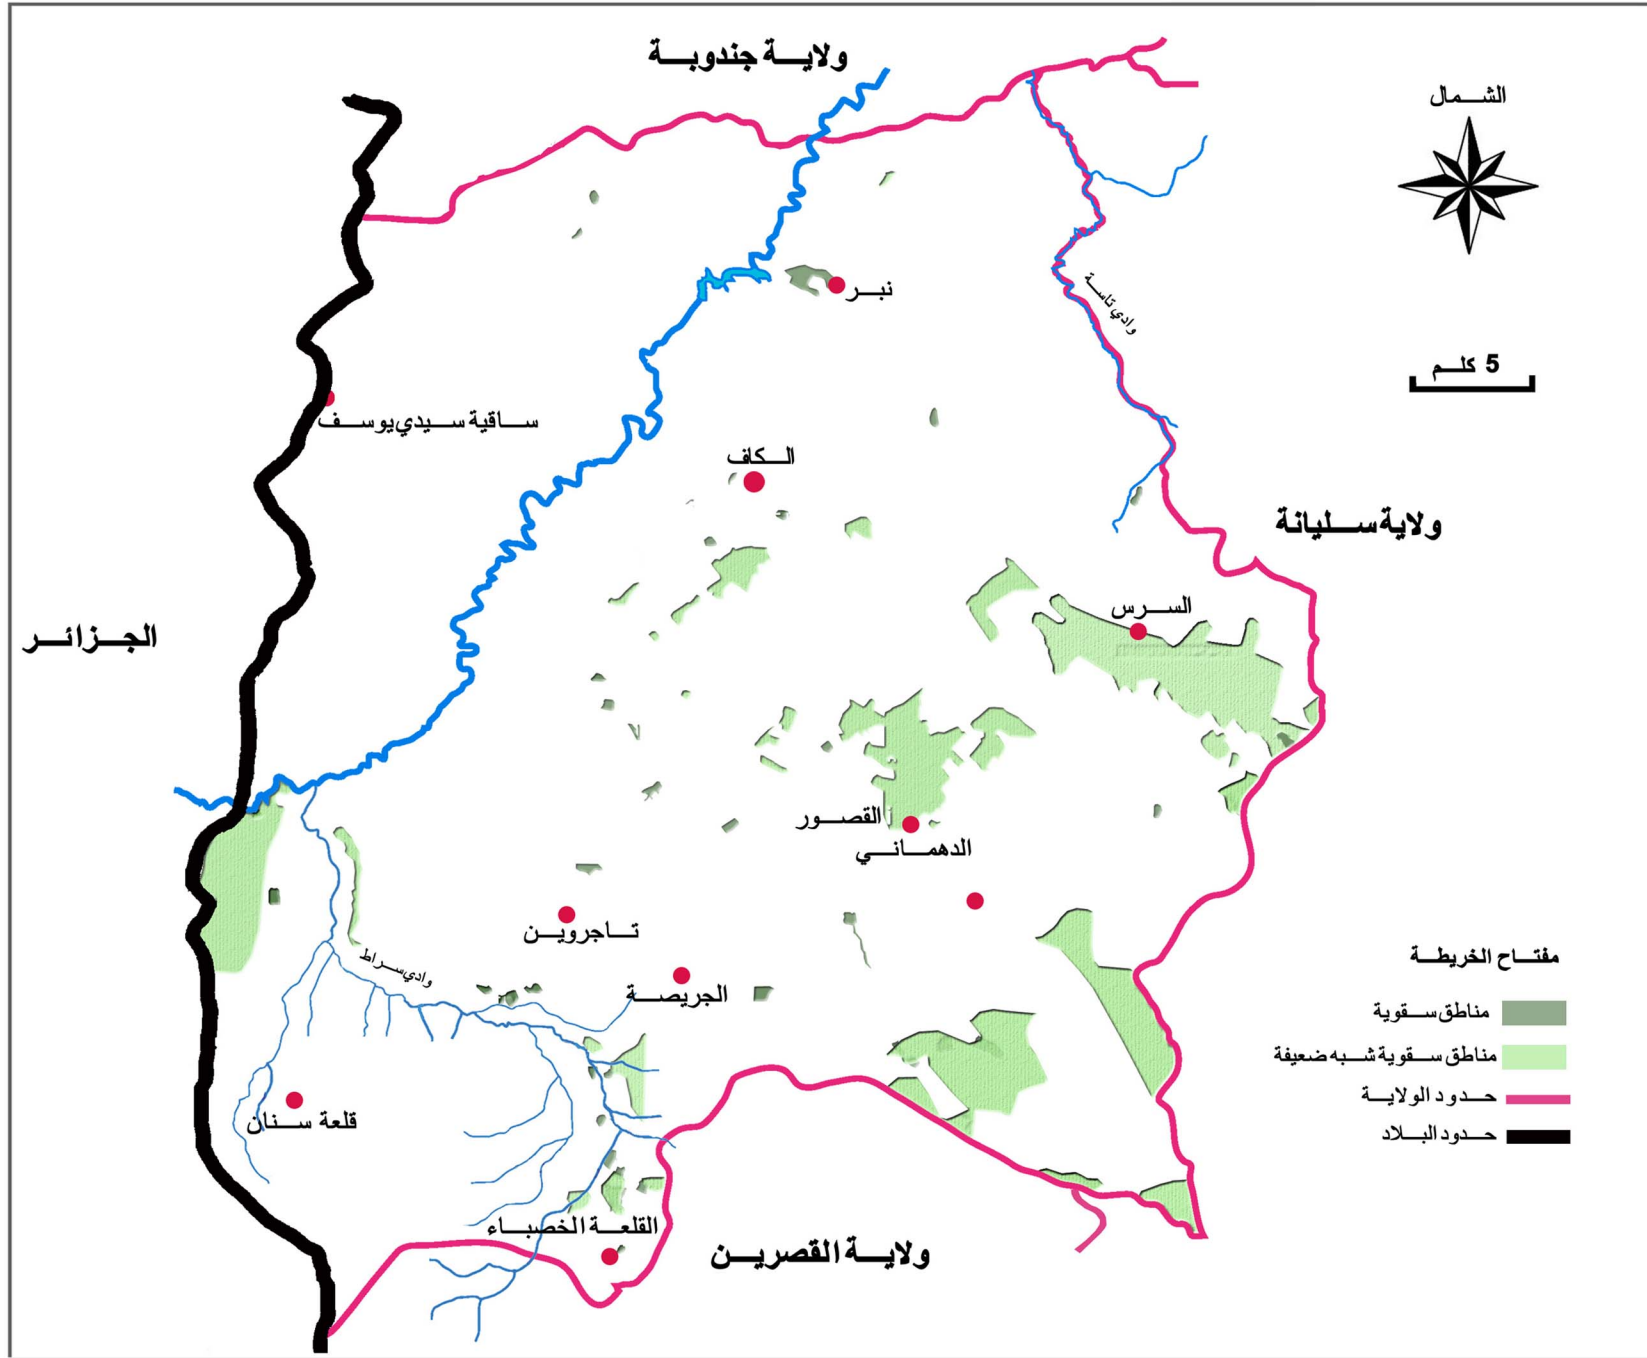 ولاية جندوبة
الشمال
وادي تاسة
نبر
5 كلم
ساقية سيدي يوسف
الكاف
ولاية سليانة
السرس
الجزائر
القصور
الدهماني
تاجروين
وادي سراط
الجريصة
مفتاح الخريطة
مناطق سقوية
مناطق سقوية شبه ضعيفة
حدود الولاية
حدود البلاد
قلعة سنان
القلعة الخصباء
ولاية القصرين